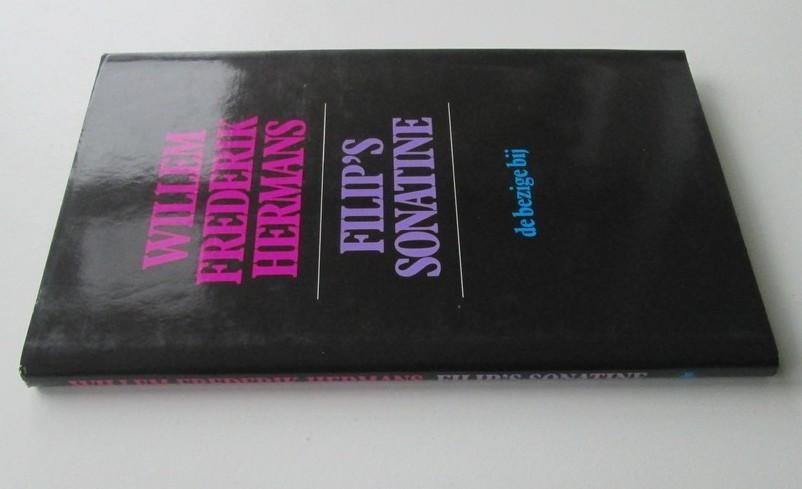 WILLEM
FREDERIK
HERMANS
FILIP'S
SONATINE
de bezige bij
WILLEM FREDERIK HERMANS FILIP'S SONATINE